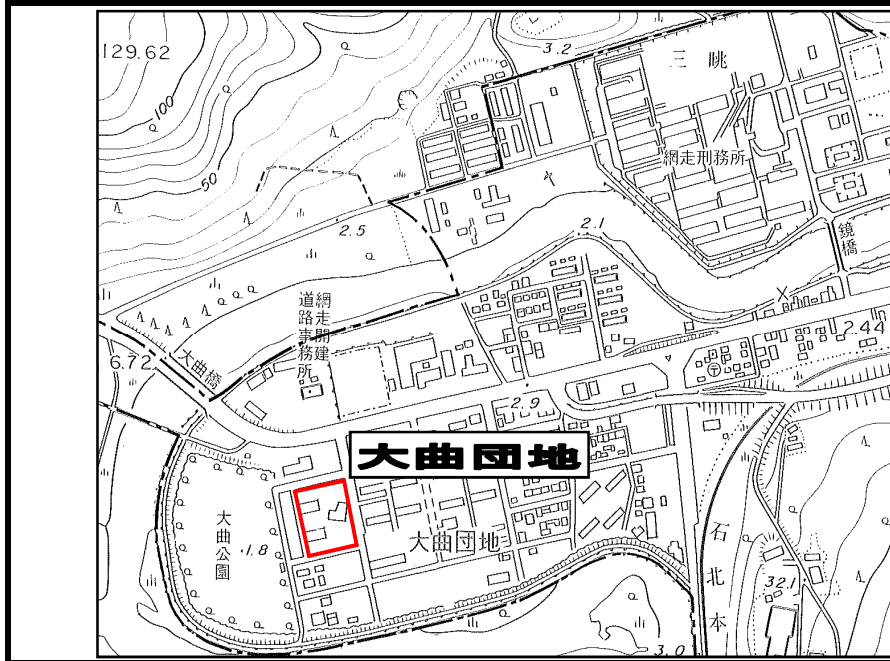 129.62
3.2
三眺
100
50
網走刑務所
2.5
2.1
鏡橋
網走開建
道路事務所
大曲橋
6.72
2.44
2.9
大曲団地
大曲公園
1.8
大曲団地
石北本
32.1
3.0